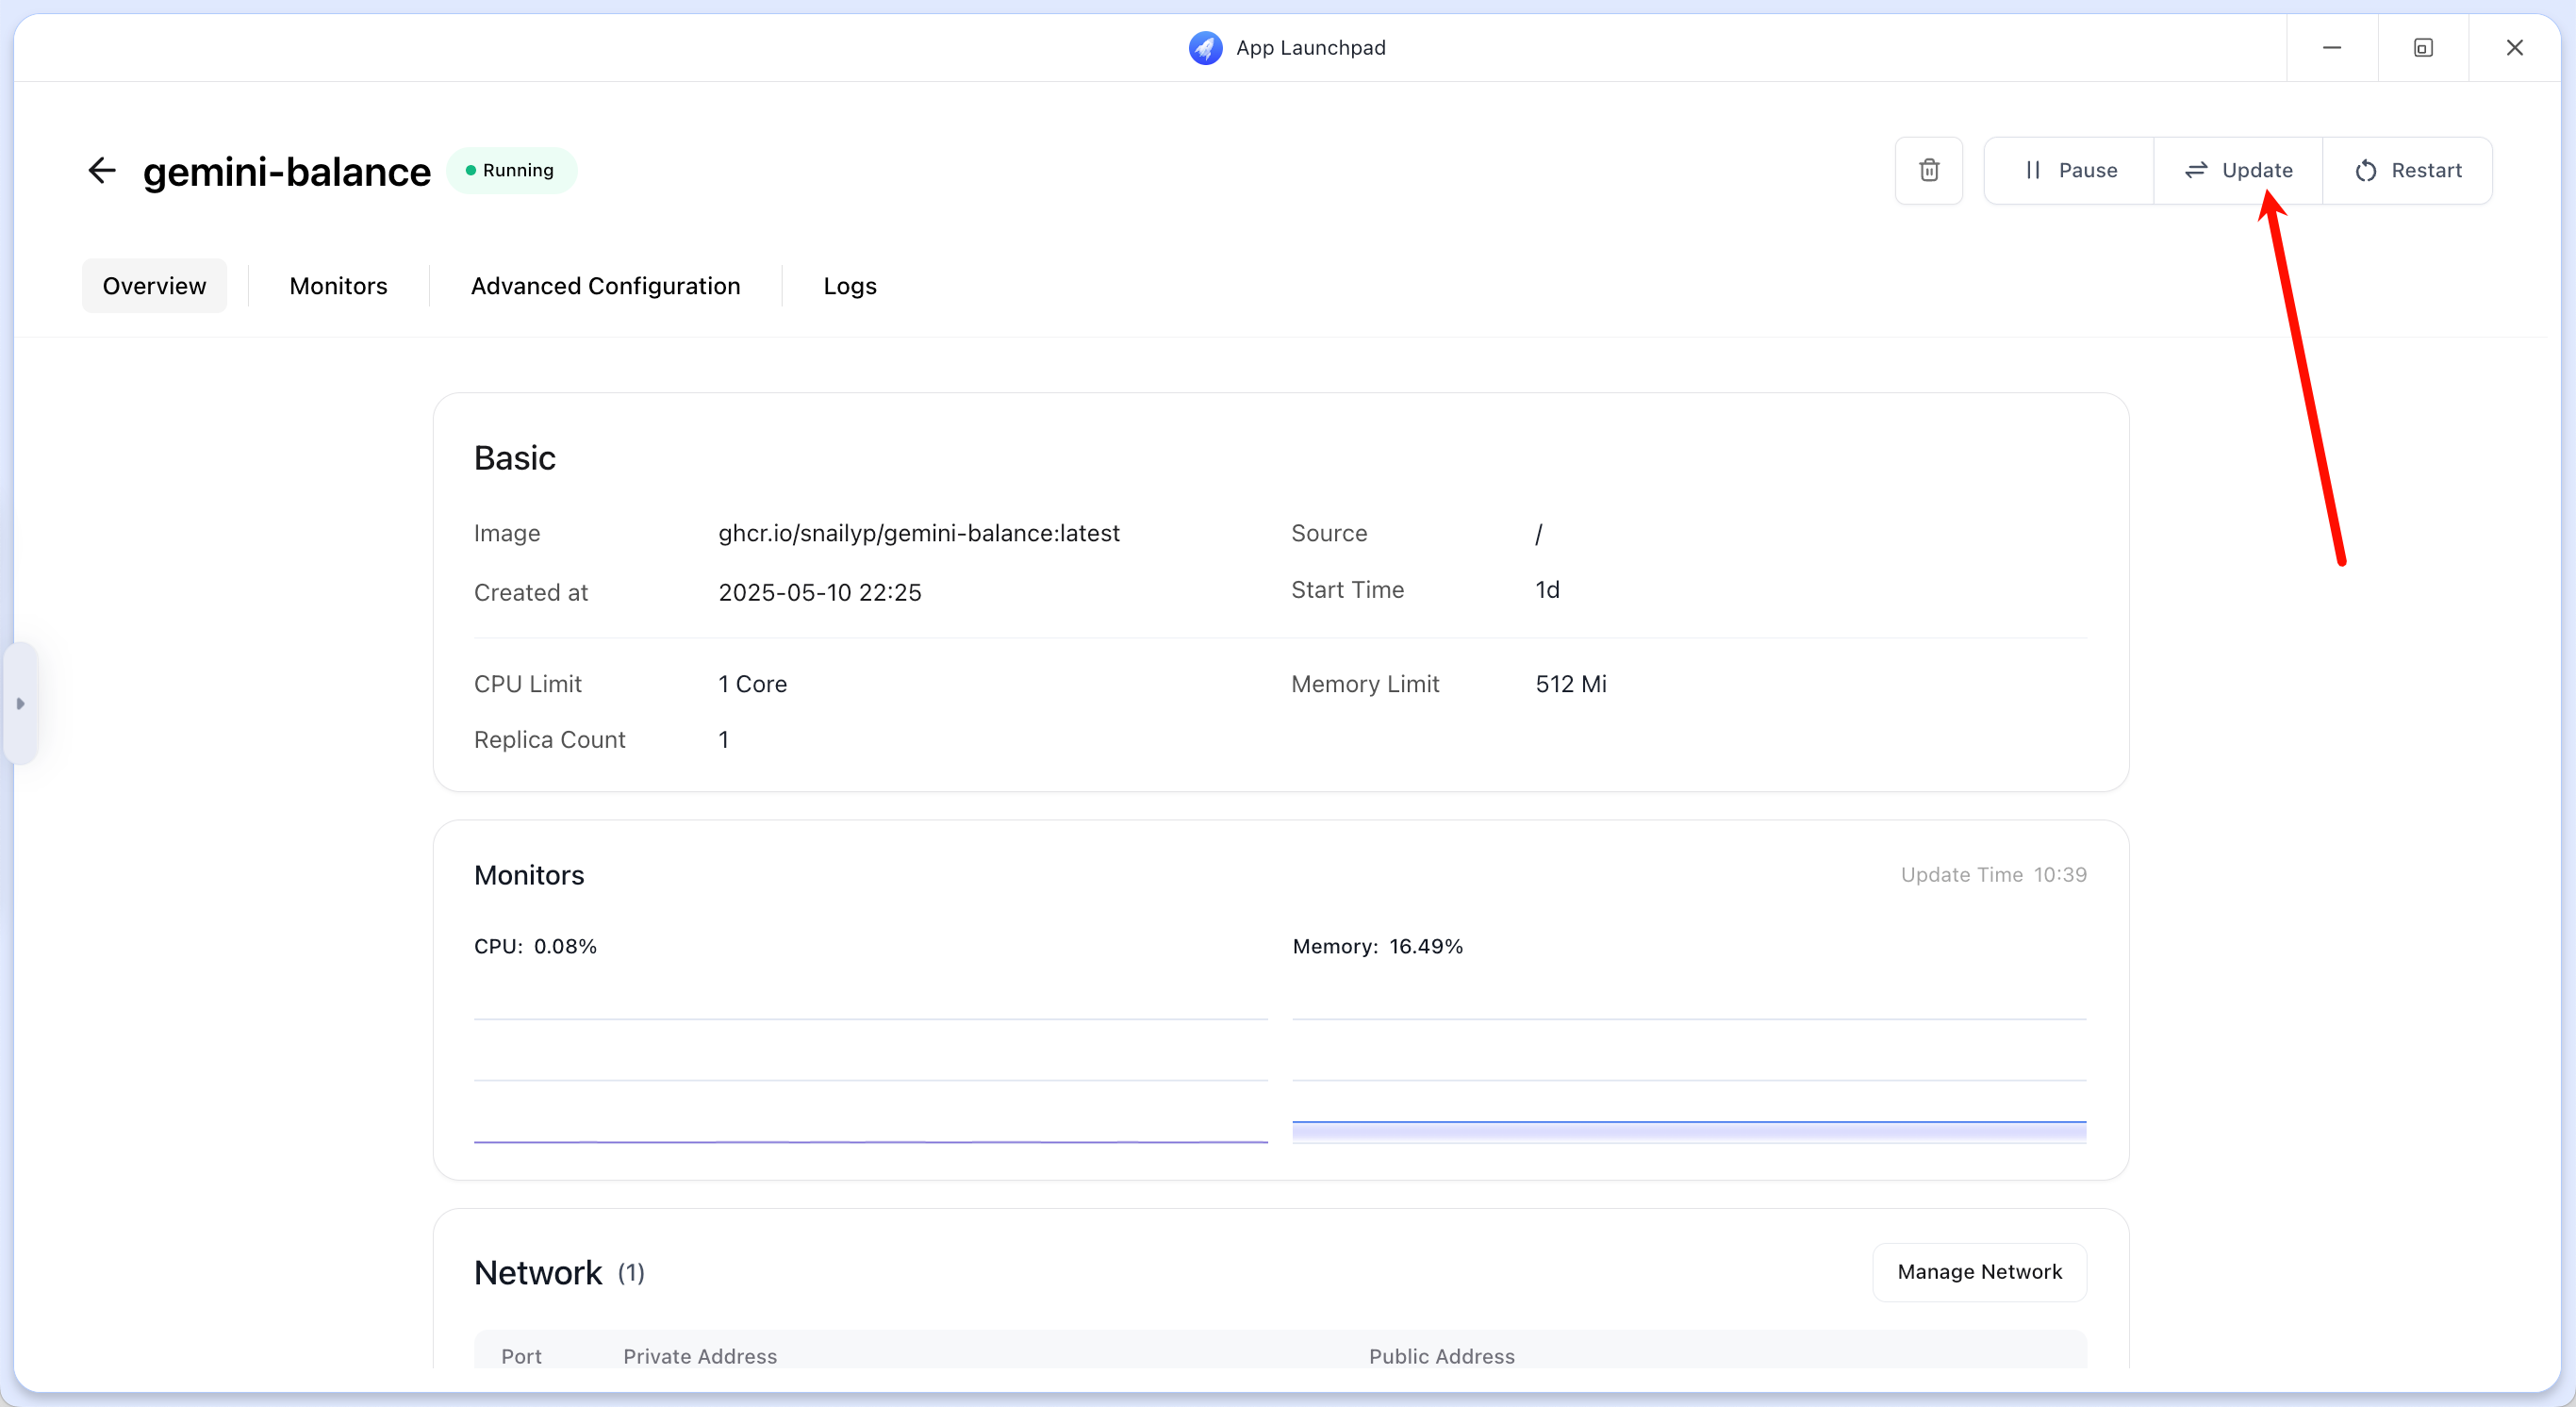 App Launchpad
gemini-balance
Running
Pause
Update
Restart
Overview
Monitors
Advanced Configuration
Logs
Basic
Image
ghcr.io/snailyp/gemini-balance:latest
Source
/
Created at
2025-05-10 22:25
Start Time
1d
CPU Limit
1 Core
Memory Limit
512 Mi
Replica Count
1
Monitors
Update Time 10:39
CPU: 0.08%
Memory: 16.49%
Network (1)
Manage Network
Port
Private Address
Public Address